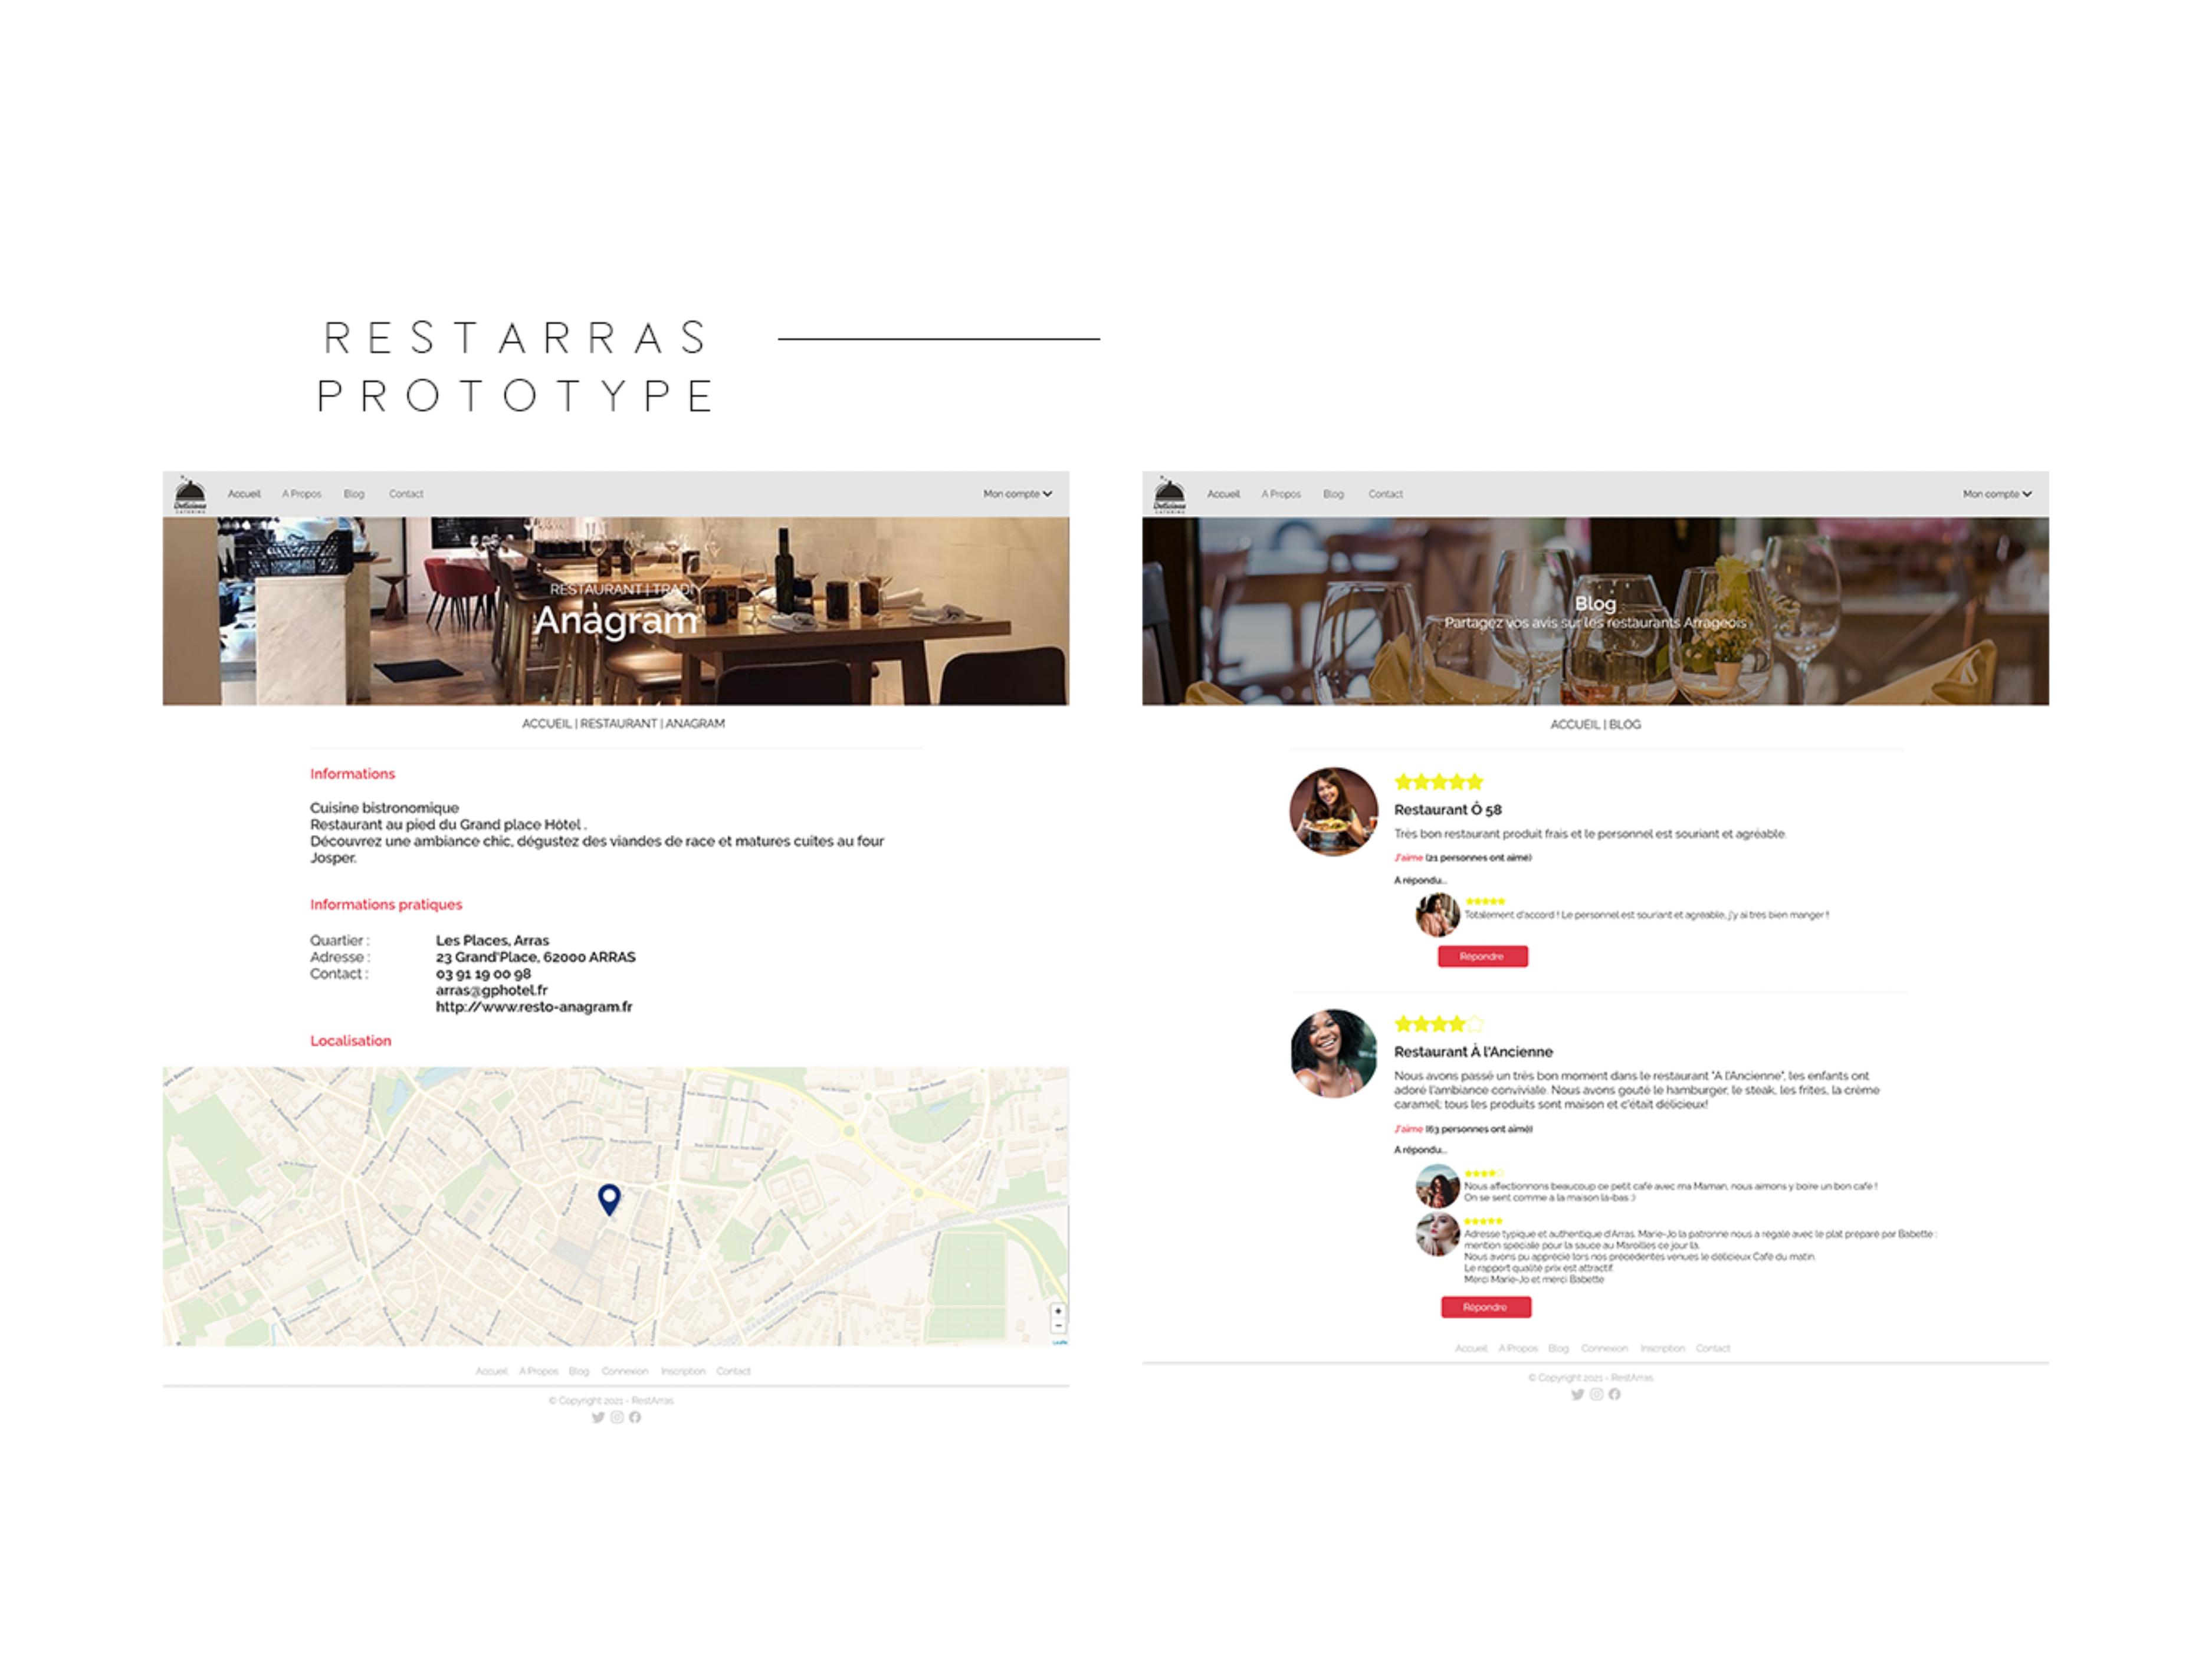 RESTARRAS
PROTOTYPE
Delicious
CATERING
Accueil A Propos Blog Contact Mon compte
RESTAURANT | TRADI
Anagram
ACCUEIL | RESTAURANT | ANAGRAM
Informations
Cuisine bistronomique
Restaurant au pied du Grand place Hôtel .
Découvrez une ambiance chic, dégustez des viandes de race et matures cuites au four
Josper.
Informations pratiques
Quartier : Les Places, Arras
Adresse : 23 Grand'Place, 62000 ARRAS
Contact : 03 91 19 00 98
arras@gphotel.fr
http://www.resto-anagram.fr
Localisation
+
−
Leaflet
Accueil A Propos Blog Connexion Inscription Contact
© Copyright 2021 - RestArras
Delicious
CATERING
Accueil A Propos Blog Contact Mon compte
Blog
Partagez vos avis sur les restaurants Arrageois
ACCUEIL | BLOG
Restaurant Ô 58
Très bon restaurant produit frais et le personnel est souriant et agréable.
J'aime (21 personnes ont aimé)
A répondu...
Totalement d'accord ! Le personnel est souriant et agréable, j'y ai très bien manger !
Répondre
Restaurant À l'Ancienne
Nous avons passé un très bon moment dans le restaurant "A l'Ancienne", les enfants ont
adoré l'ambiance conviviale. Nous avons gouté le hamburger, le steak, les frites, la crème
caramel; tous les produits sont maison et c'était délicieux!
J'aime (63 personnes ont aimé)
A répondu...
Nous affectionnons beaucoup ce petit café avec ma Maman, nous aimons y boire un bon café !
On se sent comme à la maison là-bas :)
Adresse typique et authentique d'Arras. Marie-Jo la patronne nous a régalé avec le plat préparé par Babette :
mention spéciale pour la sauce au Maroilles ce jour là.
Nous avons pu apprécié lors nos précédentes venues le délicieux Café du matin.
Le rapport qualité prix est attractif.
Merci Marie-Jo et merci Babette
Répondre
Accueil A Propos Blog Connexion Inscription Contact
© Copyright 2021 - RestArras